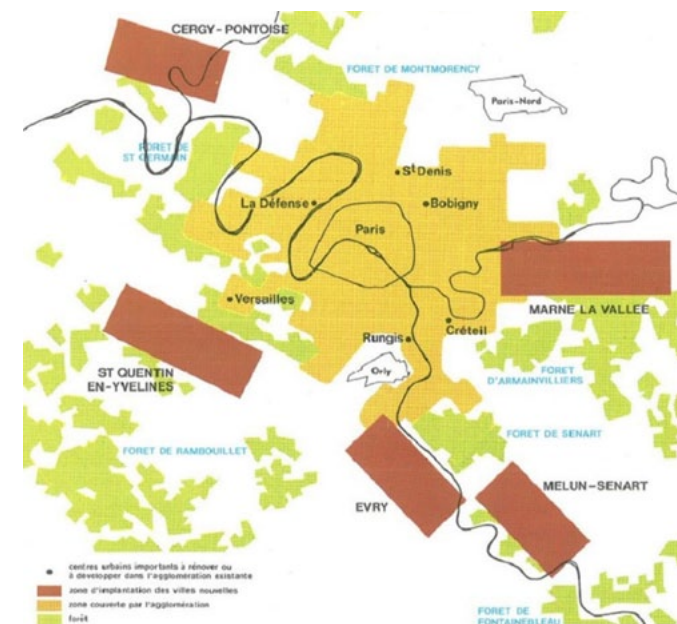 CERGY-PONTOISE
FORET DE MONTMORENCY
Paris-Nord
FORET DE
ST GERMAIN
St Denis
La Défense
Bobigny
Paris
Versailles
MARNE LA VALLEE
Créteil
Rungis
Orly
ST QUENTIN
EN-YVELINES
FORET
D'ARMAINVILLIERS
FORET DE RAMBOUILLET
FORET DE SENART
EVRY
MELUN-SENART
centres urbains importants à rénover ou
à développer dans l'agglomération existante
zone d'implantation des villes nouvelles
zone couverte par l'agglomération
forêt
FORET DE
FONTAINEBLEAU